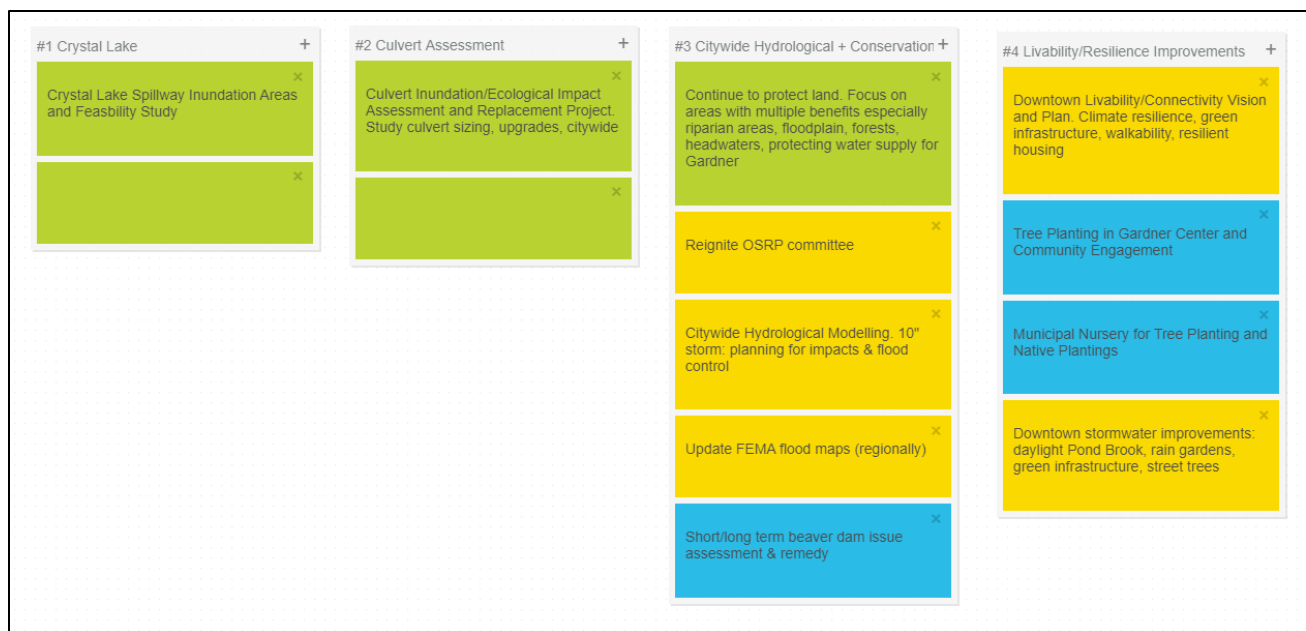 #1 Crystal Lake +
×
Crystal Lake Spillway Inundation Areas
and Feasbility Study
×
#2 Culvert Assessment +
×
Culvert Inundation/Ecological Impact
Assessment and Replacement Project.
Study culvert sizing, upgrades, citywide
×
#3 Citywide Hydrological + Conservation +
×
Continue to protect land. Focus on
areas with multiple benefits especially
riparian areas, floodplain, forests,
headwaters, protecting water supply for
Gardner
×
Reignite OSRP committee
×
Citywide Hydrological Modelling. 10"
storm: planning for impacts & flood
control
×
Update FEMA flood maps (regionally)
×
Short/long term beaver dam issue
assessment & remedy
#4 Livability/Resilience Improvements +
×
Downtown Livability/Connectivity Vision
and Plan. Climate resilience, green
infrastructure, walkability, resilient
housing
×
Tree Planting in Gardner Center and
Community Engagement
×
Municipal Nursery for Tree Planting and
Native Plantings
×
Downtown stormwater improvements:
daylight Pond Brook, rain gardens,
green infrastructure, street trees